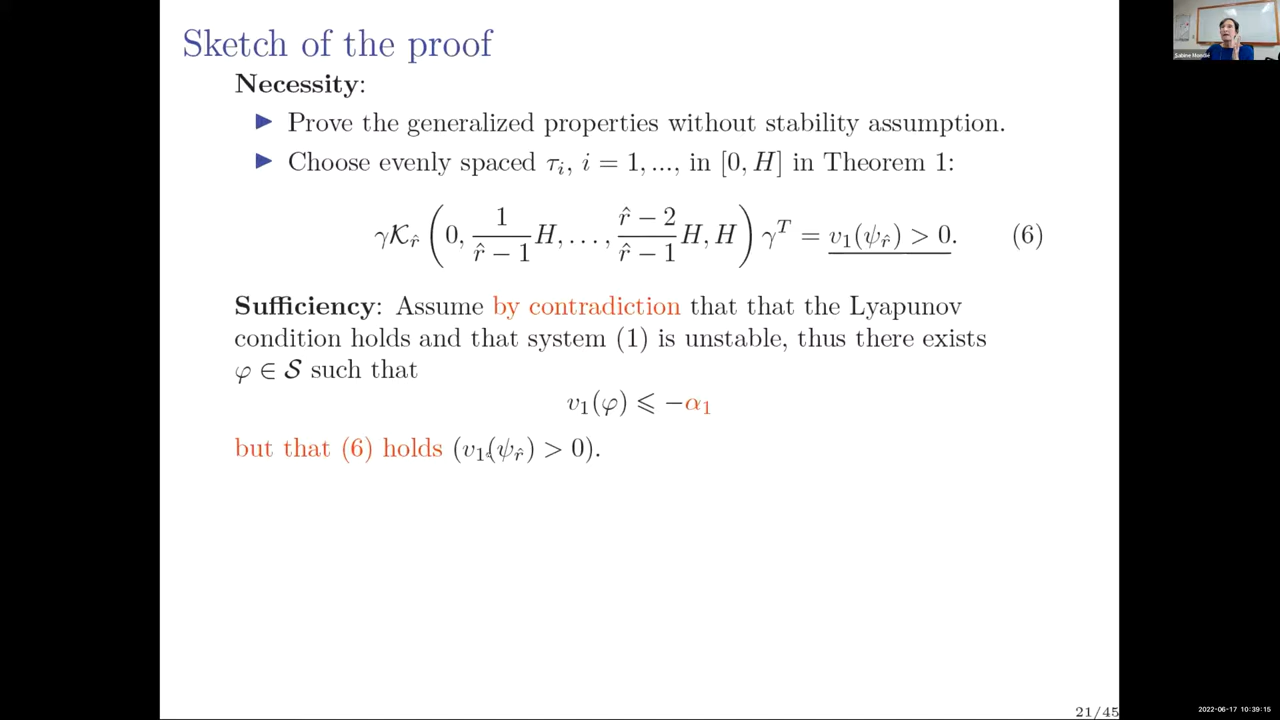 Sketch of the proof
Necessity:
▶ Prove the generalized properties without stability assumption.
▶ Choose evenly spaced τ_i, i = 1, ..., in [0, H] in Theorem 1:
γ𝒦_r̂ (0, 1/(r̂ − 1) H, . . . , (r̂ − 2)/(r̂ − 1) H, H) γ^T = v_1(ψ_r̂) > 0. (6)
Sufficiency: Assume by contradiction that that the Lyapunov
condition holds and that system (1) is unstable, thus there exists
φ ∈ 𝒮 such that
v_1(φ) ⩽ −α_1
but that (6) holds (v_1(ψ_r̂) > 0).
21/45
2022-06-17 10:39:15